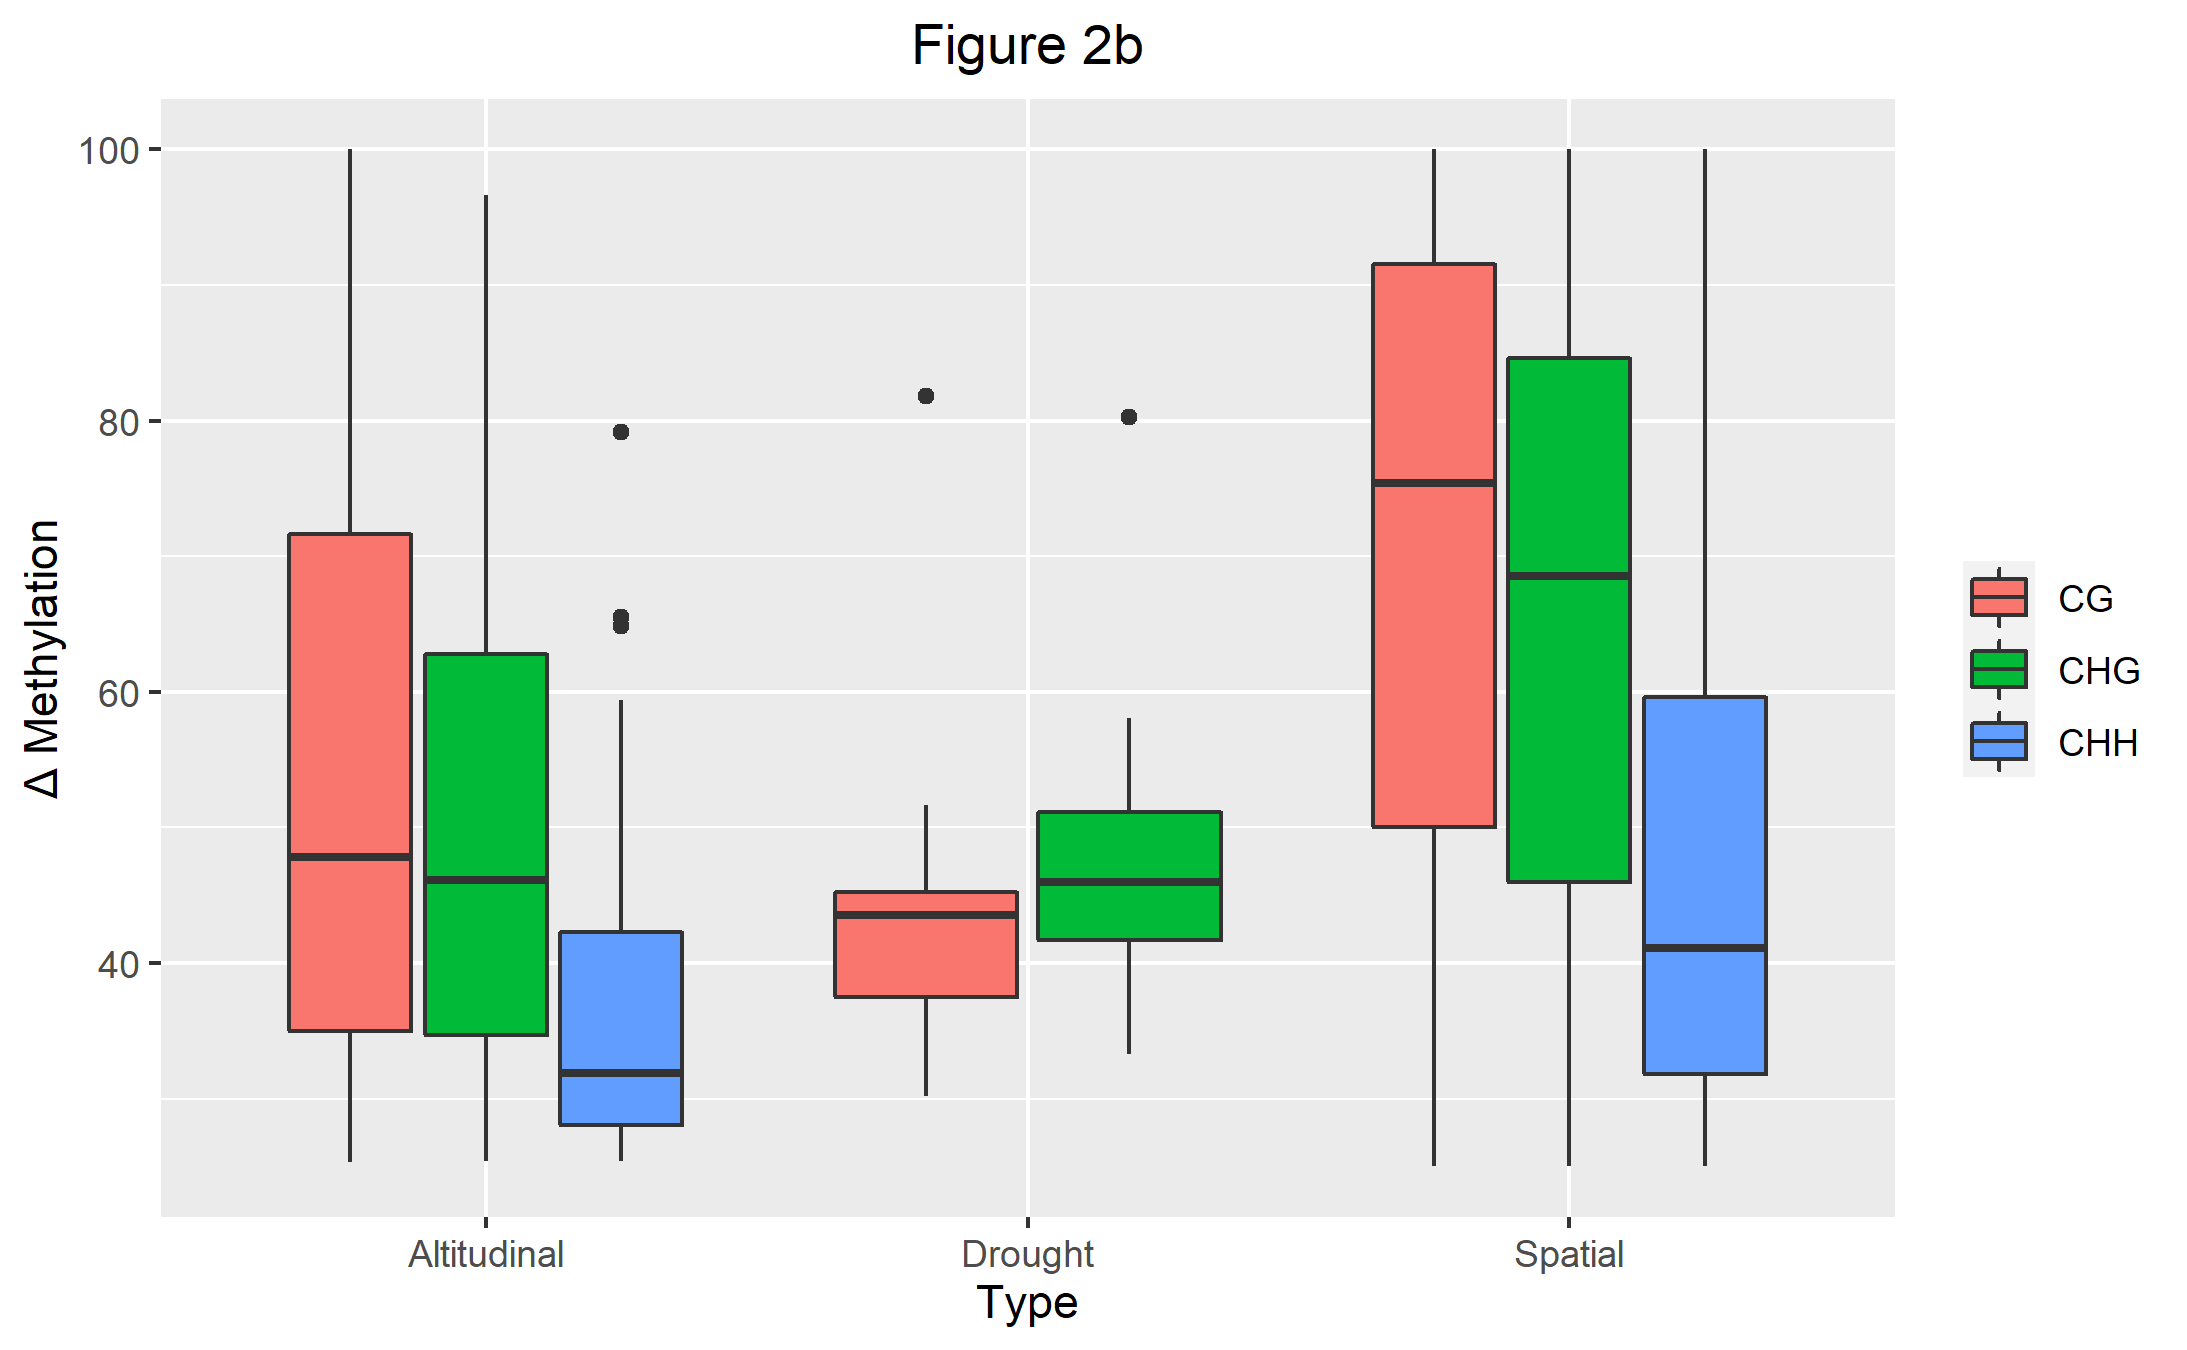 Figure 2b
Δ Methylation
100
80
60
40
Altitudinal
Drought
Spatial
Type
CG
CHG
CHH